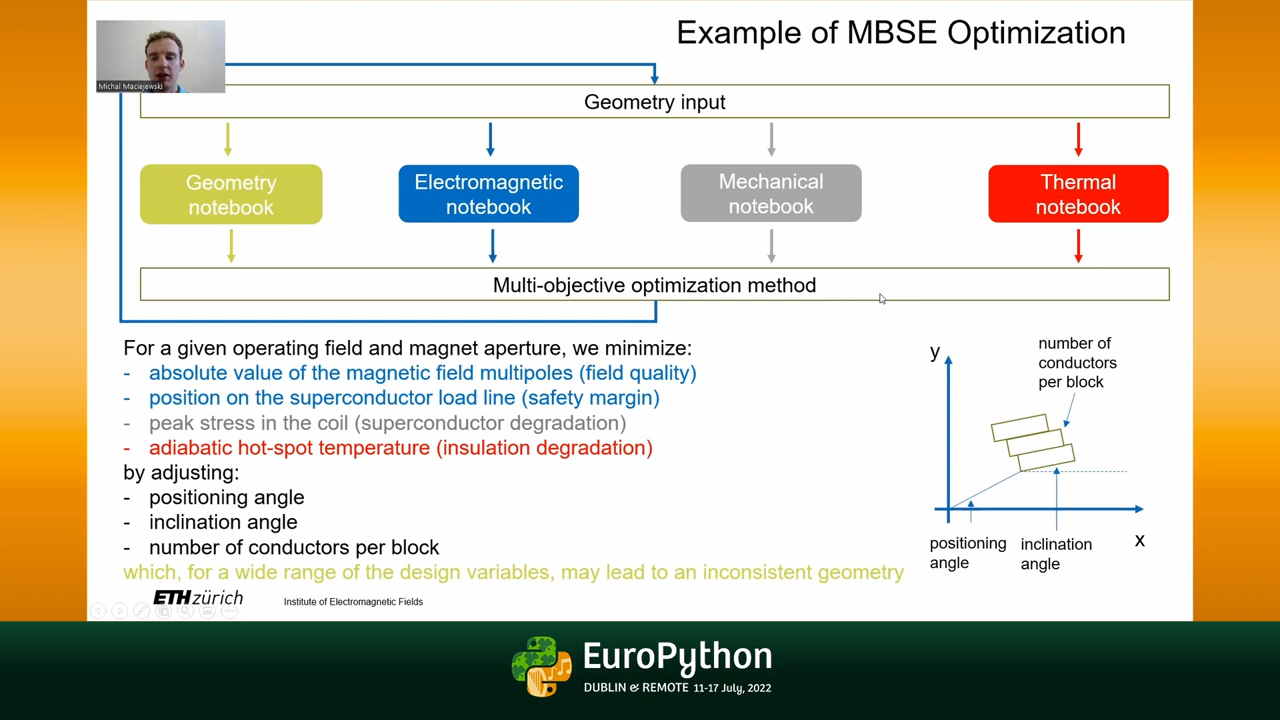 Example of MBSE Optimization
Michal Maciejewski
Geometry input
Geometry
notebook
Electromagnetic
notebook
Mechanical
notebook
Thermal
notebook
Multi-objective optimization method
For a given operating field and magnet aperture, we minimize:
- absolute value of the magnetic field multipoles (field quality)
- position on the superconductor load line (safety margin)
- peak stress in the coil (superconductor degradation)
- adiabatic hot-spot temperature (insulation degradation)
by adjusting:
- positioning angle
- inclination angle
- number of conductors per block
which, for a wide range of the design variables, may lead to an inconsistent geometry
y
number of
conductors
per block
positioning
angle
inclination
angle
x
ETH zürich
Institute of Electromagnetic Fields
EuroPython
DUBLIN & REMOTE 11-17 July, 2022